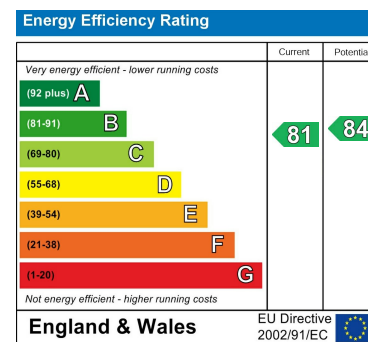 Energy Efficiency Rating
Current Potentia
Very energy efficient - lower running costs
(92 plus) A
(81-91) B
(69-80) C
(55-68) D
(39-54) E
(21-38) F
(1-20) G
81
84
Not energy efficient - higher running costs
England & Wales
EU Directive
2002/91/EC